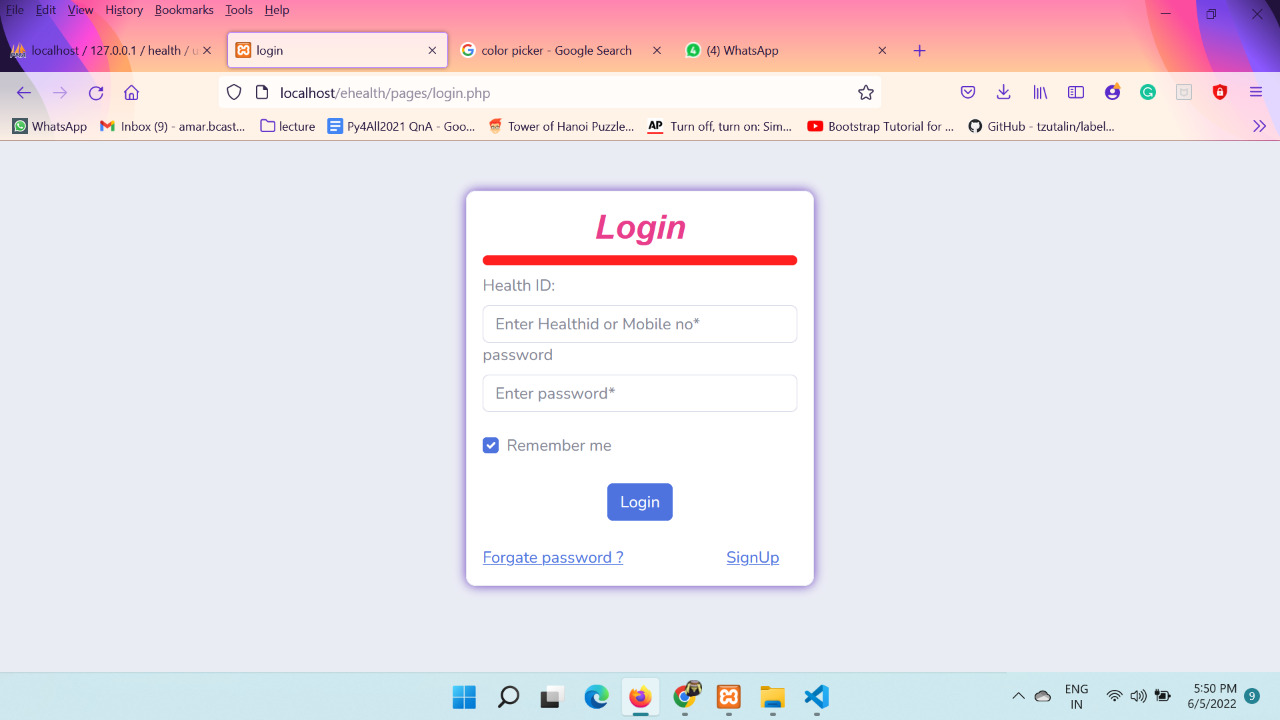 File Edit View History Bookmarks Tools Help
localhost / 127.0.0.1 / health / u
login
color picker - Google Search
(4) WhatsApp
localhost/ehealth/pages/login.php
WhatsApp
Inbox (9) - amar.bcast...
lecture
Py4All2021 QnA - Goo...
Tower of Hanoi Puzzle...
AP Turn off, turn on: Sim...
Bootstrap Tutorial for ...
GitHub - tzutalin/label...
Login
Health ID:
Enter Healthid or Mobile no*
password
Enter password*
Remember me
Login
Forgate password ? SignUp
ENG
IN
5:50 PM
6/5/2022
9